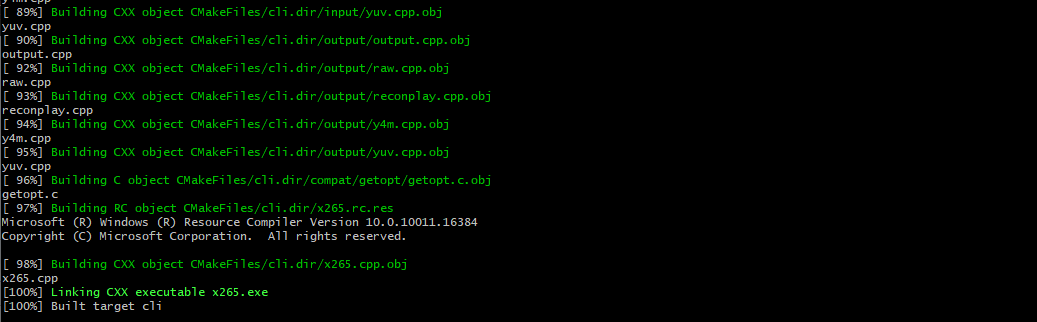 y4m.cpp
[ 89%] Building CXX object CMakeFiles/cli.dir/input/yuv.cpp.obj
yuv.cpp
[ 90%] Building CXX object CMakeFiles/cli.dir/output/output.cpp.obj
output.cpp
[ 92%] Building CXX object CMakeFiles/cli.dir/output/raw.cpp.obj
raw.cpp
[ 93%] Building CXX object CMakeFiles/cli.dir/output/reconplay.cpp.obj
reconplay.cpp
[ 94%] Building CXX object CMakeFiles/cli.dir/output/y4m.cpp.obj
y4m.cpp
[ 95%] Building CXX object CMakeFiles/cli.dir/output/yuv.cpp.obj
yuv.cpp
[ 96%] Building C object CMakeFiles/cli.dir/compat/getopt/getopt.c.obj
getopt.c
[ 97%] Building RC object CMakeFiles/cli.dir/x265.rc.res
Microsoft (R) Windows (R) Resource Compiler Version 10.0.10011.16384
Copyright (C) Microsoft Corporation.  All rights reserved.
[ 98%] Building CXX object CMakeFiles/cli.dir/x265.cpp.obj
x265.cpp
[100%] Linking CXX executable x265.exe
[100%] Built target cli